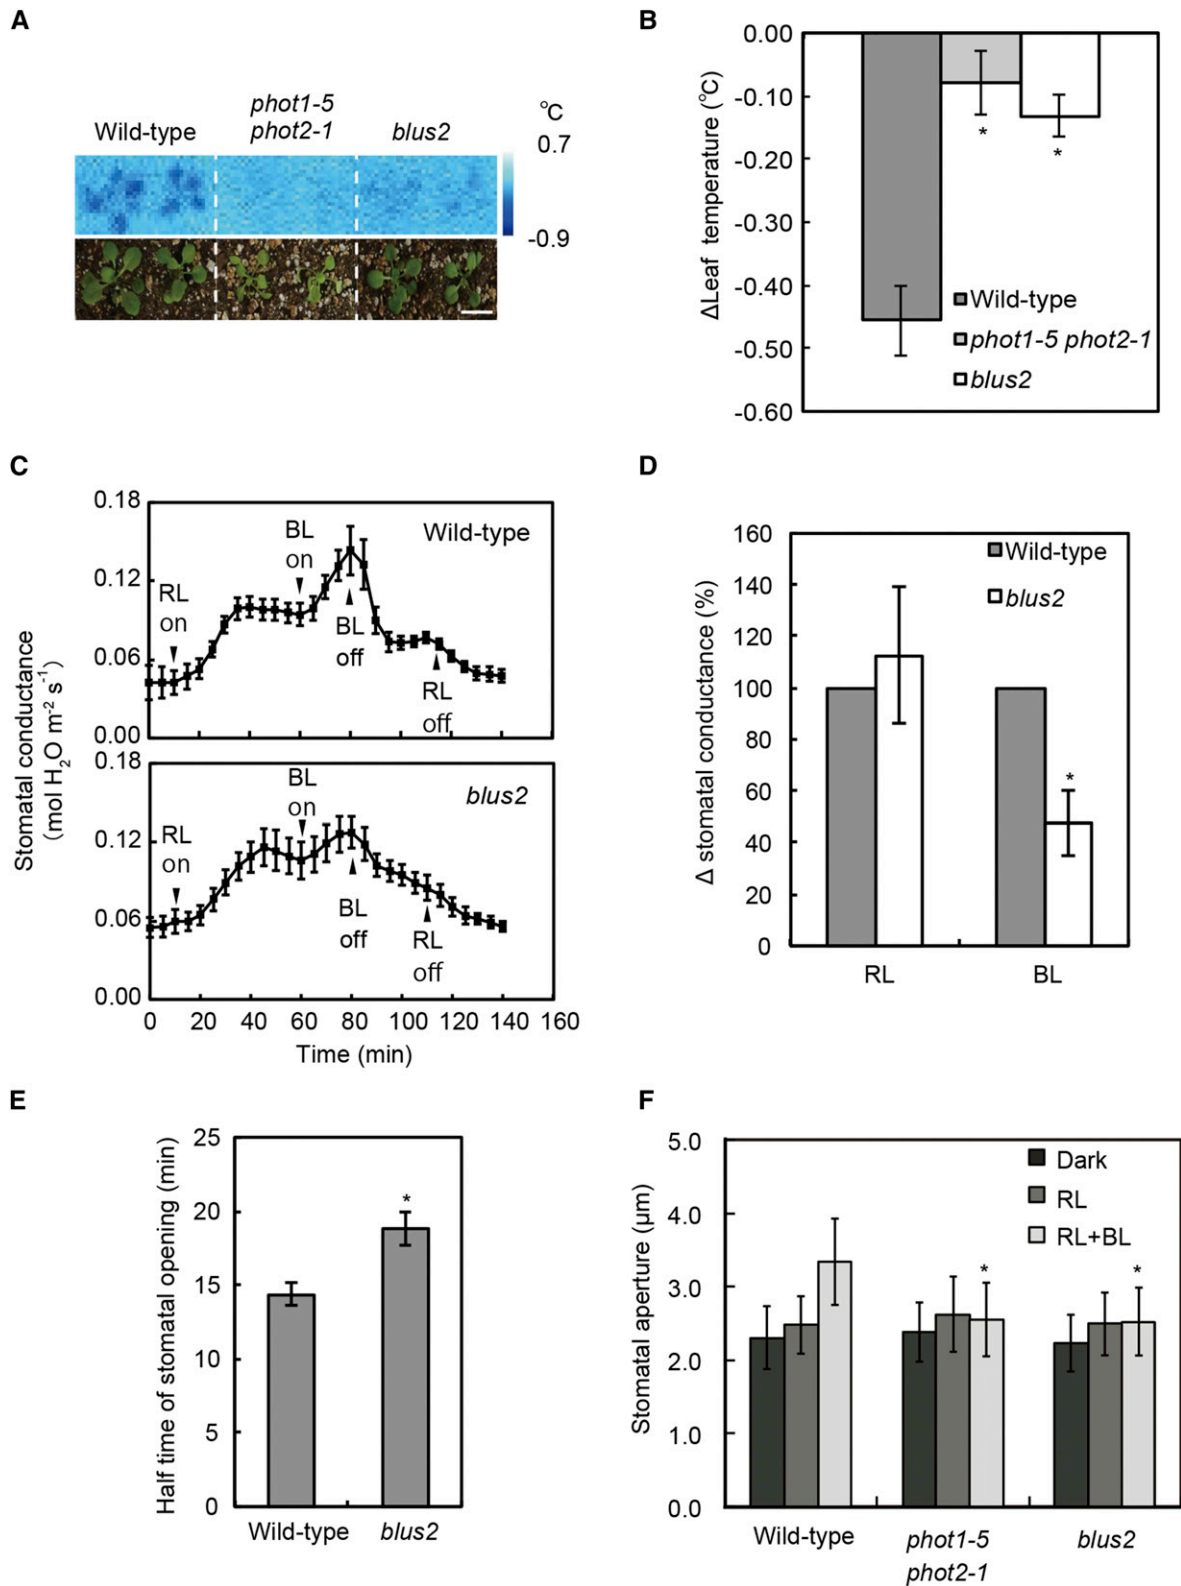 A
phot1-5
phot2-1
Wild-type
blus2
°C
0.7
-0.9
B
0.00
-0.10
-0.20
-0.30
-0.40
-0.50
-0.60
ΔLeaf temperature (°C)
*
*
Wild-type
phot1-5 phot2-1
blus2
C
Stomatal conductance
(mol H₂O m⁻² s⁻¹)
0.18
0.12
0.06
0.00
Wild-type
RL
on
BL
on
BL
off
RL
off
0.18
0.12
0.06
0.00
blus2
RL
on
BL
on
BL
off
RL
off
0 20 40 60 80 100 120 140 160
Time (min)
D
Δ stomatal conductance (%)
160
140
120
100
80
60
40
20
0
Wild-type
blus2
*
RL BL
E
Half time of stomatal opening (min)
25
20
15
10
5
0
*
Wild-type blus2
F
Stomatal aperture (µm)
5.0
4.0
3.0
2.0
1.0
0.0
Dark
RL
RL+BL
* *
Wild-type phot1-5 blus2
phot2-1